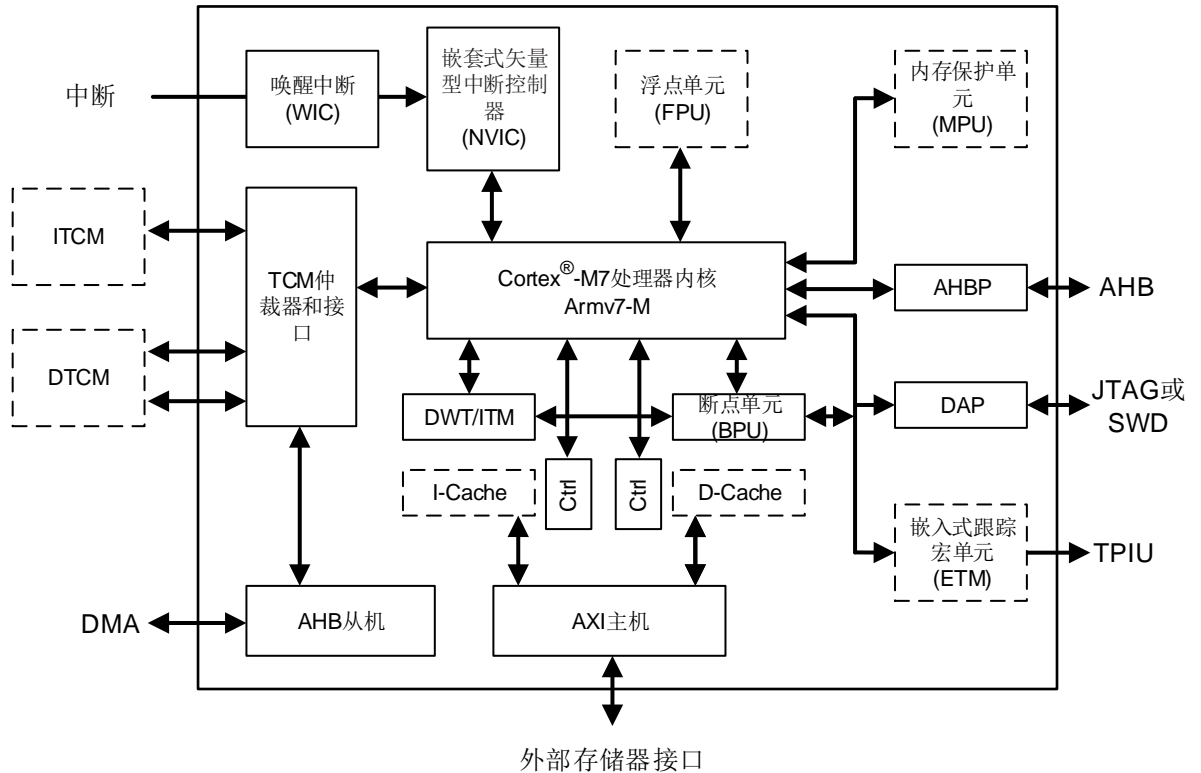 中断
唤醒中断
(WIC)
嵌套式矢量
型中断控制
器
(NVIC)
浮点单元
(FPU)
内存保护单
元
(MPU)
ITCM
DTCM
TCM仲
裁器和接
口
Cortex®-M7处理器内核
Armv7-M
AHBP
AHB
DWT/ITM
断点单元
(BPU)
DAP
JTAG或
SWD
I-Cache
Ctrl
Ctrl
D-Cache
嵌入式跟踪
宏单元
(ETM)
TPIU
DMA
AHB从机
AXI主机
外部存储器接口